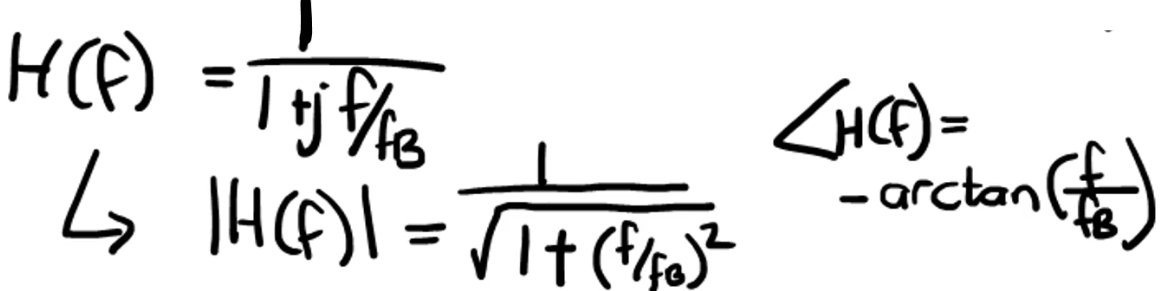 H(f) = 1 / (1 + j f/fB)
|H(f)| = 1 / √(1 + (f/fB)²)
∠H(f) =
- arctan(f/fB)